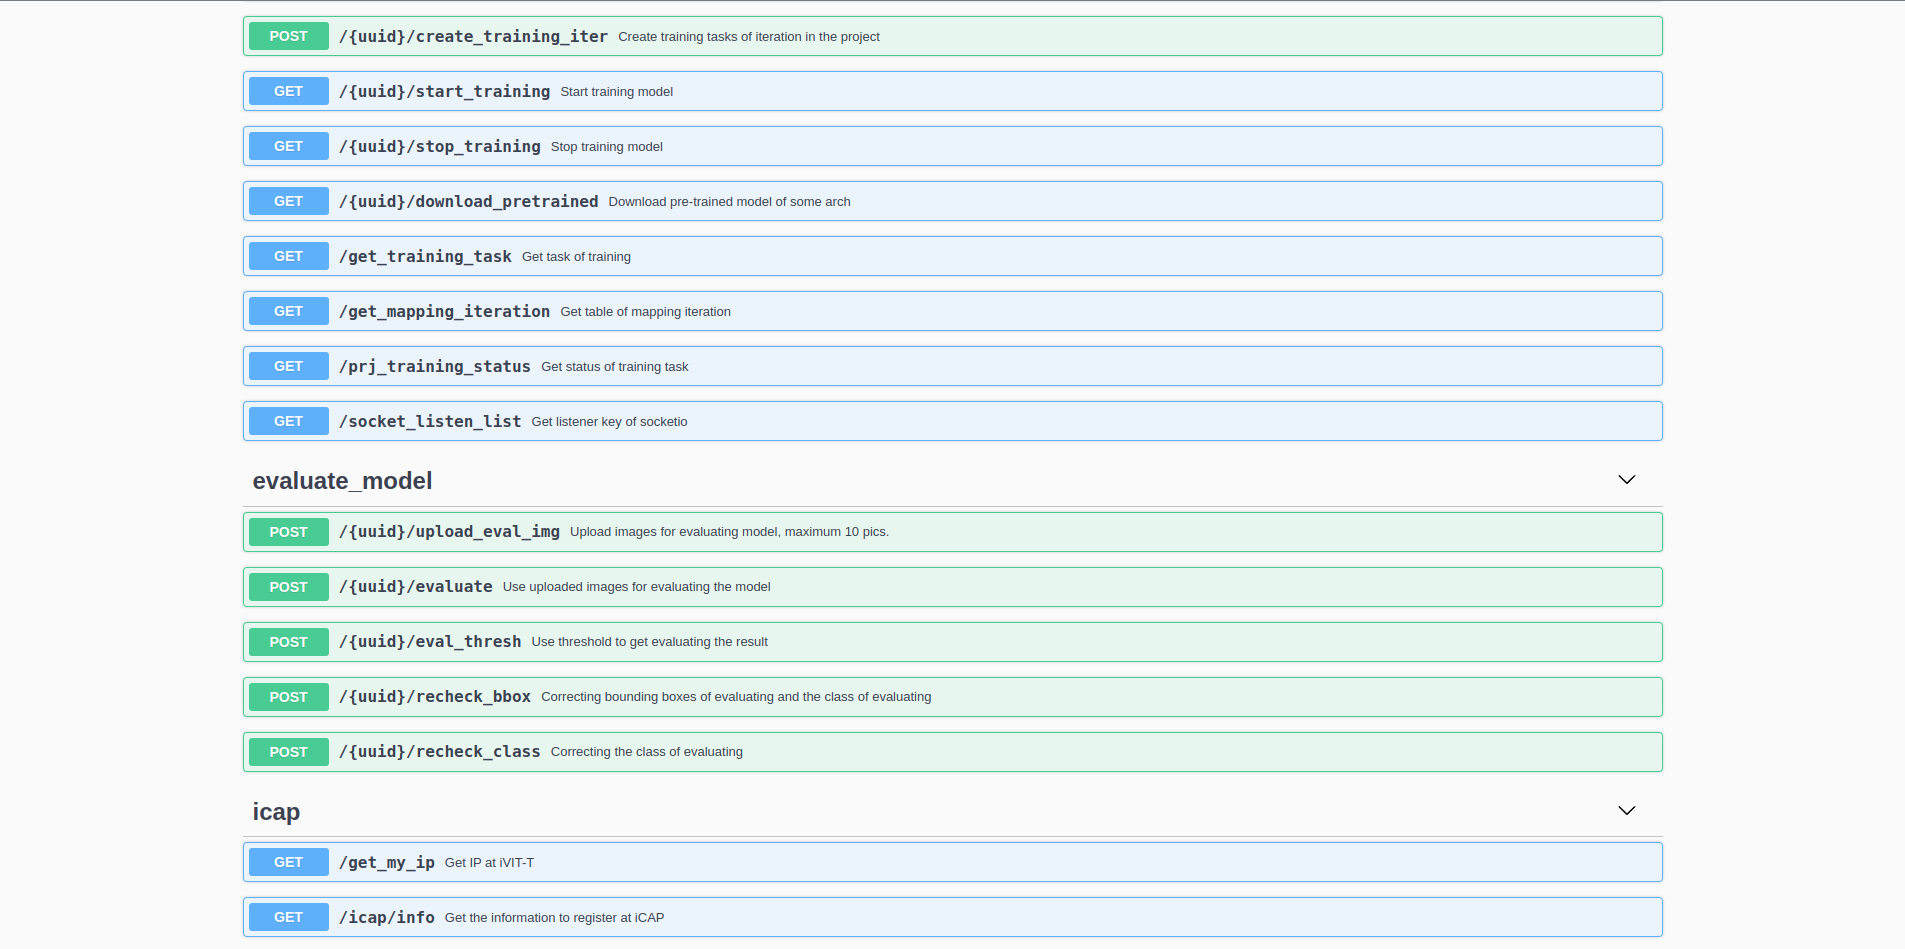 POST /{uuid}/create_training_iter Create training tasks of iteration in the project
GET /{uuid}/start_training Start training model
GET /{uuid}/stop_training Stop training model
GET /{uuid}/download_pretrained Download pre-trained model of some arch
GET /get_training_task Get task of training
GET /get_mapping_iteration Get table of mapping iteration
GET /prj_training_status Get status of training task
GET /socket_listen_list Get listener key of socketio
evaluate_model
POST /{uuid}/upload_eval_img Upload images for evaluating model, maximum 10 pics.
POST /{uuid}/evaluate Use uploaded images for evaluating the model
POST /{uuid}/eval_thresh Use threshold to get evaluating the result
POST /{uuid}/recheck_bbox Correcting bounding boxes of evaluating and the class of evaluating
POST /{uuid}/recheck_class Correcting the class of evaluating
icap
GET /get_my_ip Get IP at iVIT-T
GET /icap/info Get the information to register at iCAP